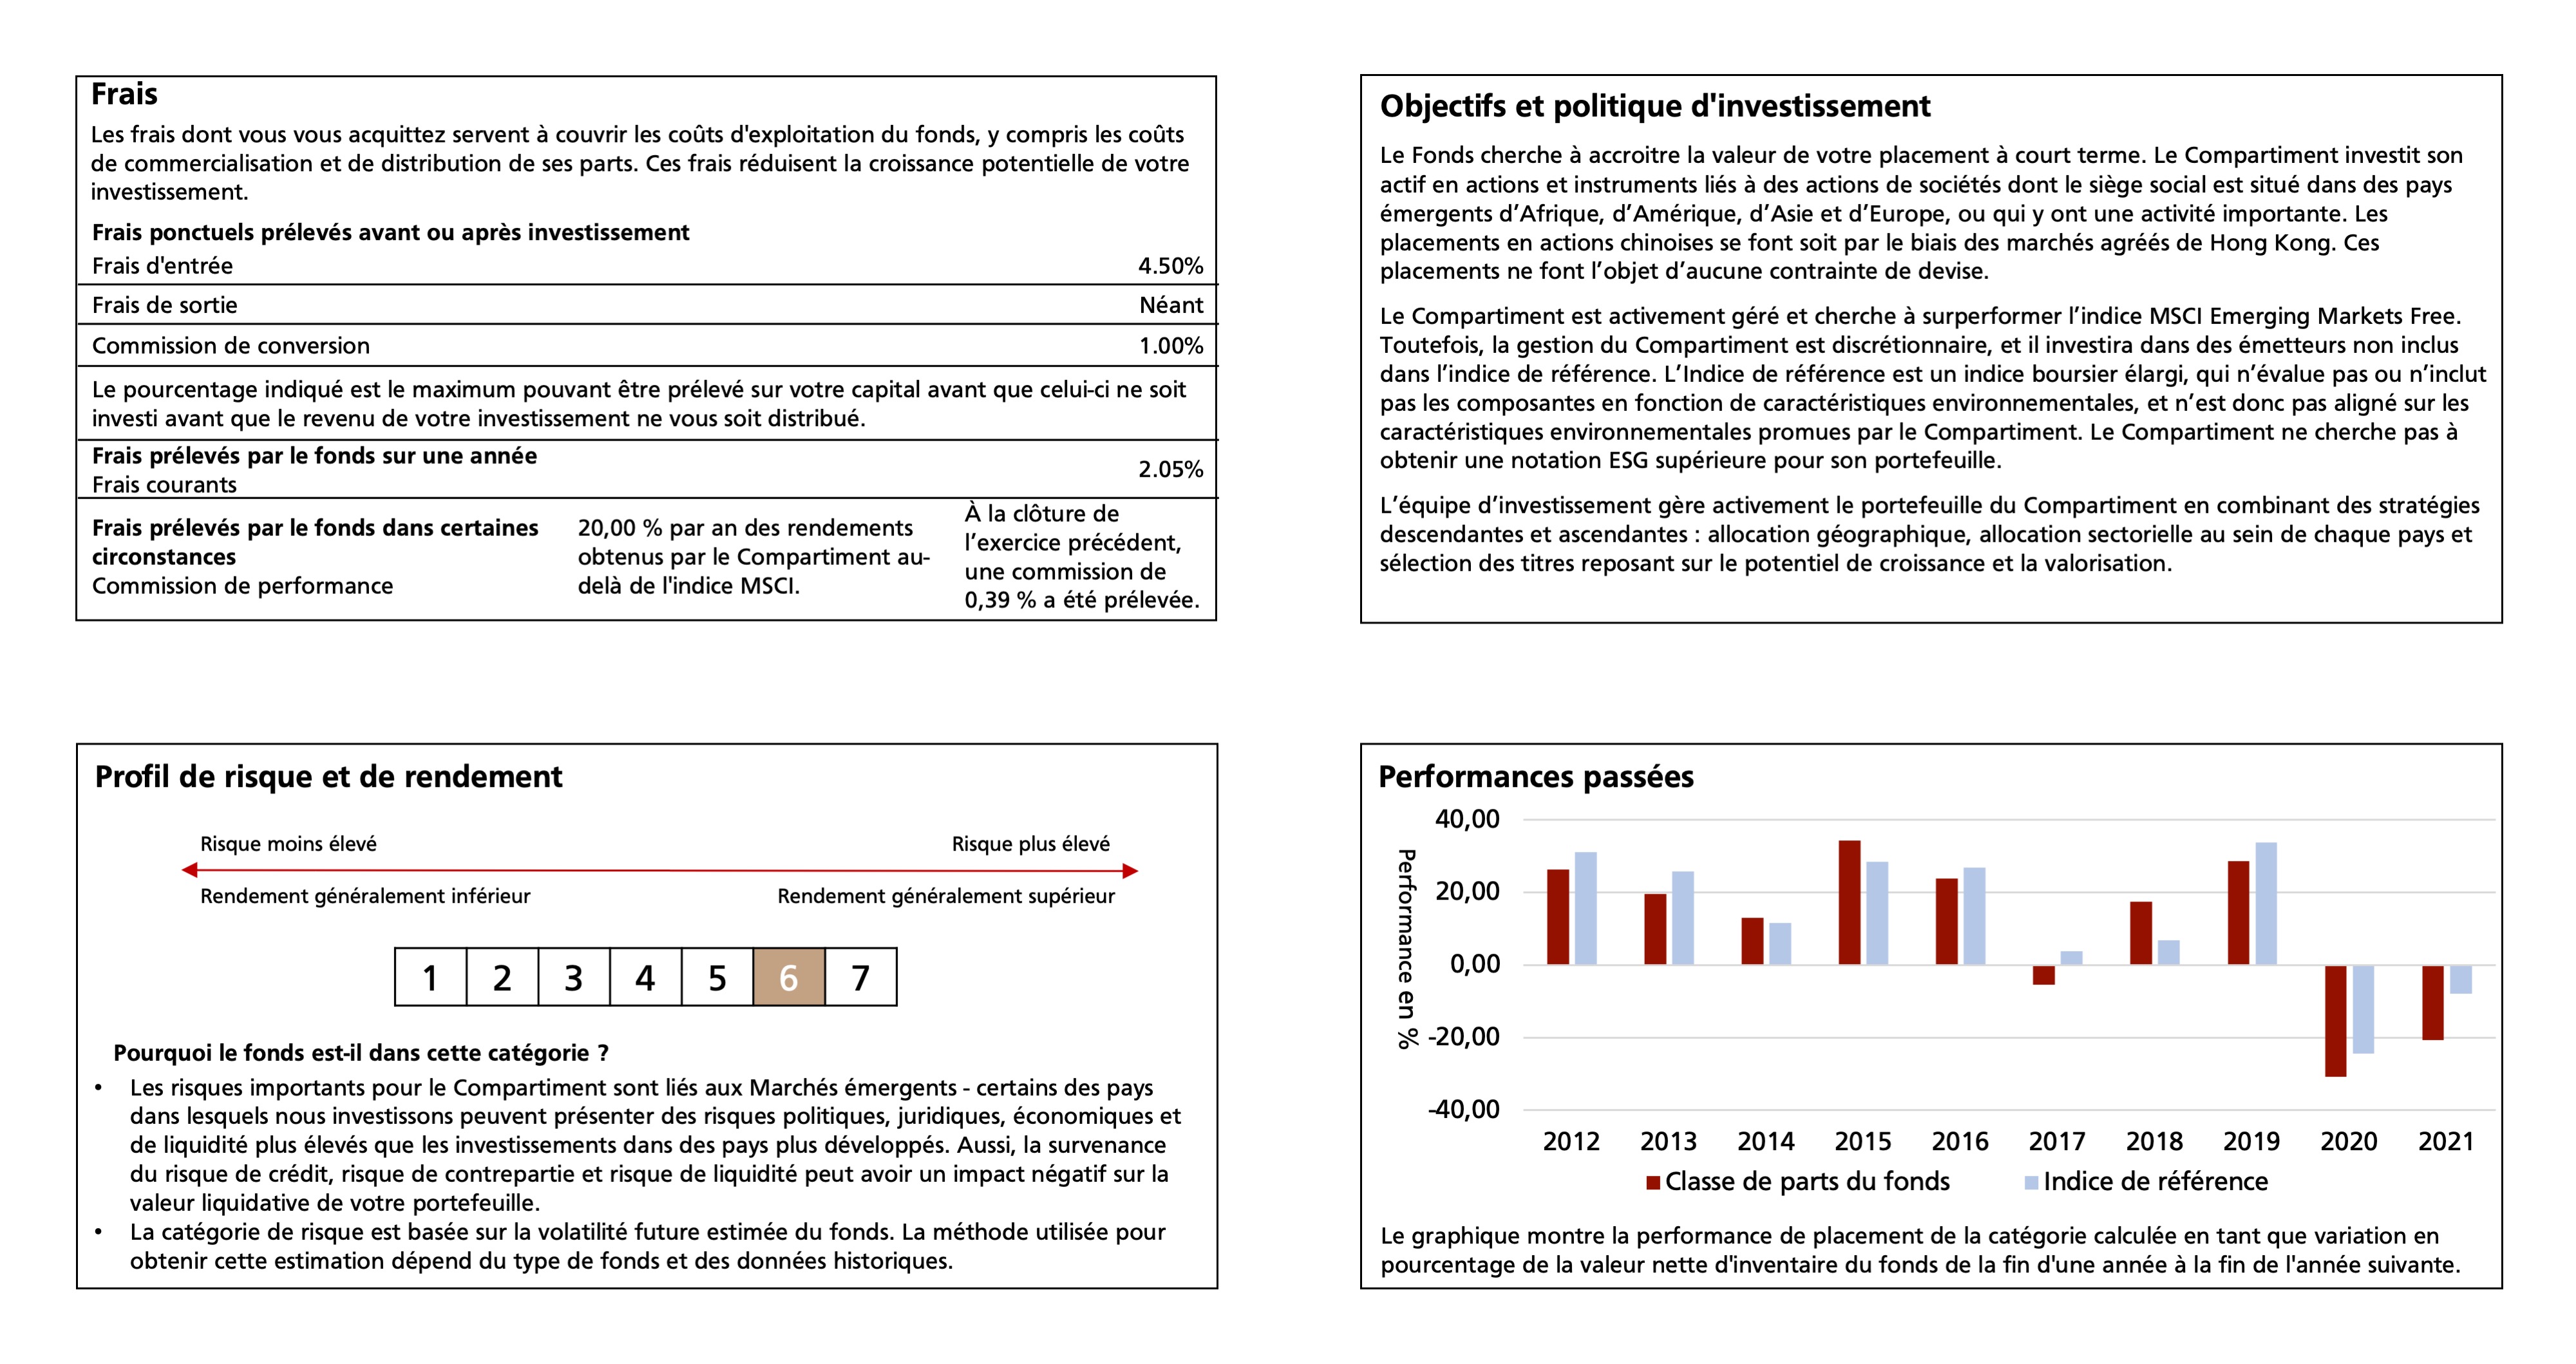 Frais
Les frais dont vous vous acquittez servent à couvrir les coûts d'exploitation du fonds, y compris les coûts
de commercialisation et de distribution de ses parts. Ces frais réduisent la croissance potentielle de votre
investissement.
Frais ponctuels prélevés avant ou après investissement
Frais d'entrée 4.50%
Frais de sortie Néant
Commission de conversion 1.00%
Le pourcentage indiqué est le maximum pouvant être prélevé sur votre capital avant que celui-ci ne soit
investi avant que le revenu de votre investissement ne vous soit distribué.
Frais prélevés par le fonds sur une année
Frais courants 2.05%
Frais prélevés par le fonds dans certaines
circonstances
Commission de performance
20,00 % par an des rendements
obtenus par le Compartiment au-
delà de l'indice MSCI.
À la clôture de
l’exercice précédent,
une commission de
0,39 % a été prélevée.
Objectifs et politique d'investissement
Le Fonds cherche à accroitre la valeur de votre placement à court terme. Le Compartiment investit son
actif en actions et instruments liés à des actions de sociétés dont le siège social est situé dans des pays
émergents d’Afrique, d’Amérique, d’Asie et d’Europe, ou qui y ont une activité importante. Les
placements en actions chinoises se font soit par le biais des marchés agréés de Hong Kong. Ces
placements ne font l’objet d’aucune contrainte de devise.
Le Compartiment est activement géré et cherche à surperformer l’indice MSCI Emerging Markets Free.
Toutefois, la gestion du Compartiment est discrétionnaire, et il investira dans des émetteurs non inclus
dans l’indice de référence. L’Indice de référence est un indice boursier élargi, qui n’évalue pas ou n’inclut
pas les composantes en fonction de caractéristiques environnementales, et n’est donc pas aligné sur les
caractéristiques environnementales promues par le Compartiment. Le Compartiment ne cherche pas à
obtenir une notation ESG supérieure pour son portefeuille.
L’équipe d’investissement gère activement le portefeuille du Compartiment en combinant des stratégies
descendantes et ascendantes : allocation géographique, allocation sectorielle au sein de chaque pays et
sélection des titres reposant sur le potentiel de croissance et la valorisation.
Profil de risque et de rendement
Risque moins élevé Risque plus élevé
Rendement généralement inférieur Rendement généralement supérieur
1 2 3 4 5 6 7
Pourquoi le fonds est-il dans cette catégorie ?
• Les risques importants pour le Compartiment sont liés aux Marchés émergents - certains des pays
dans lesquels nous investissons peuvent présenter des risques politiques, juridiques, économiques et
de liquidité plus élevés que les investissements dans des pays plus développés. Aussi, la survenance
du risque de crédit, risque de contrepartie et risque de liquidité peut avoir un impact négatif sur la
valeur liquidative de votre portefeuille.
• La catégorie de risque est basée sur la volatilité future estimée du fonds. La méthode utilisée pour
obtenir cette estimation dépend du type de fonds et des données historiques.
Performances passées
Performance en %
40,00
20,00
0,00
-20,00
-40,00
2012 2013 2014 2015 2016 2017 2018 2019 2020 2021
Classe de parts du fonds Indice de référence
Le graphique montre la performance de placement de la catégorie calculée en tant que variation en
pourcentage de la valeur nette d'inventaire du fonds de la fin d'une année à la fin de l'année suivante.